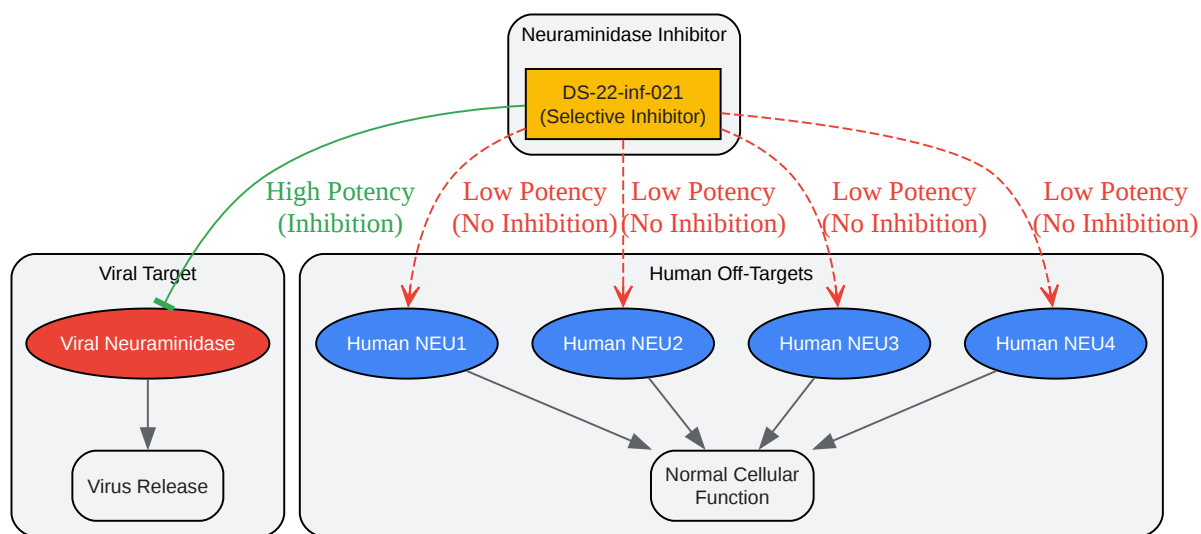 Neuraminidase Inhibitor
DS-22-inf-021
(Selective Inhibitor)
High Potency
(Inhibition)
Low Potency
(No Inhibition)
Low Potency
(No Inhibition)
Low Potency
(No Inhibition)
Low Potency
(No Inhibition)
Viral Target
Viral Neuraminidase
Virus Release
Human Off-Targets
Human NEU1
Human NEU2
Human NEU3
Human NEU4
Normal Cellular
Function